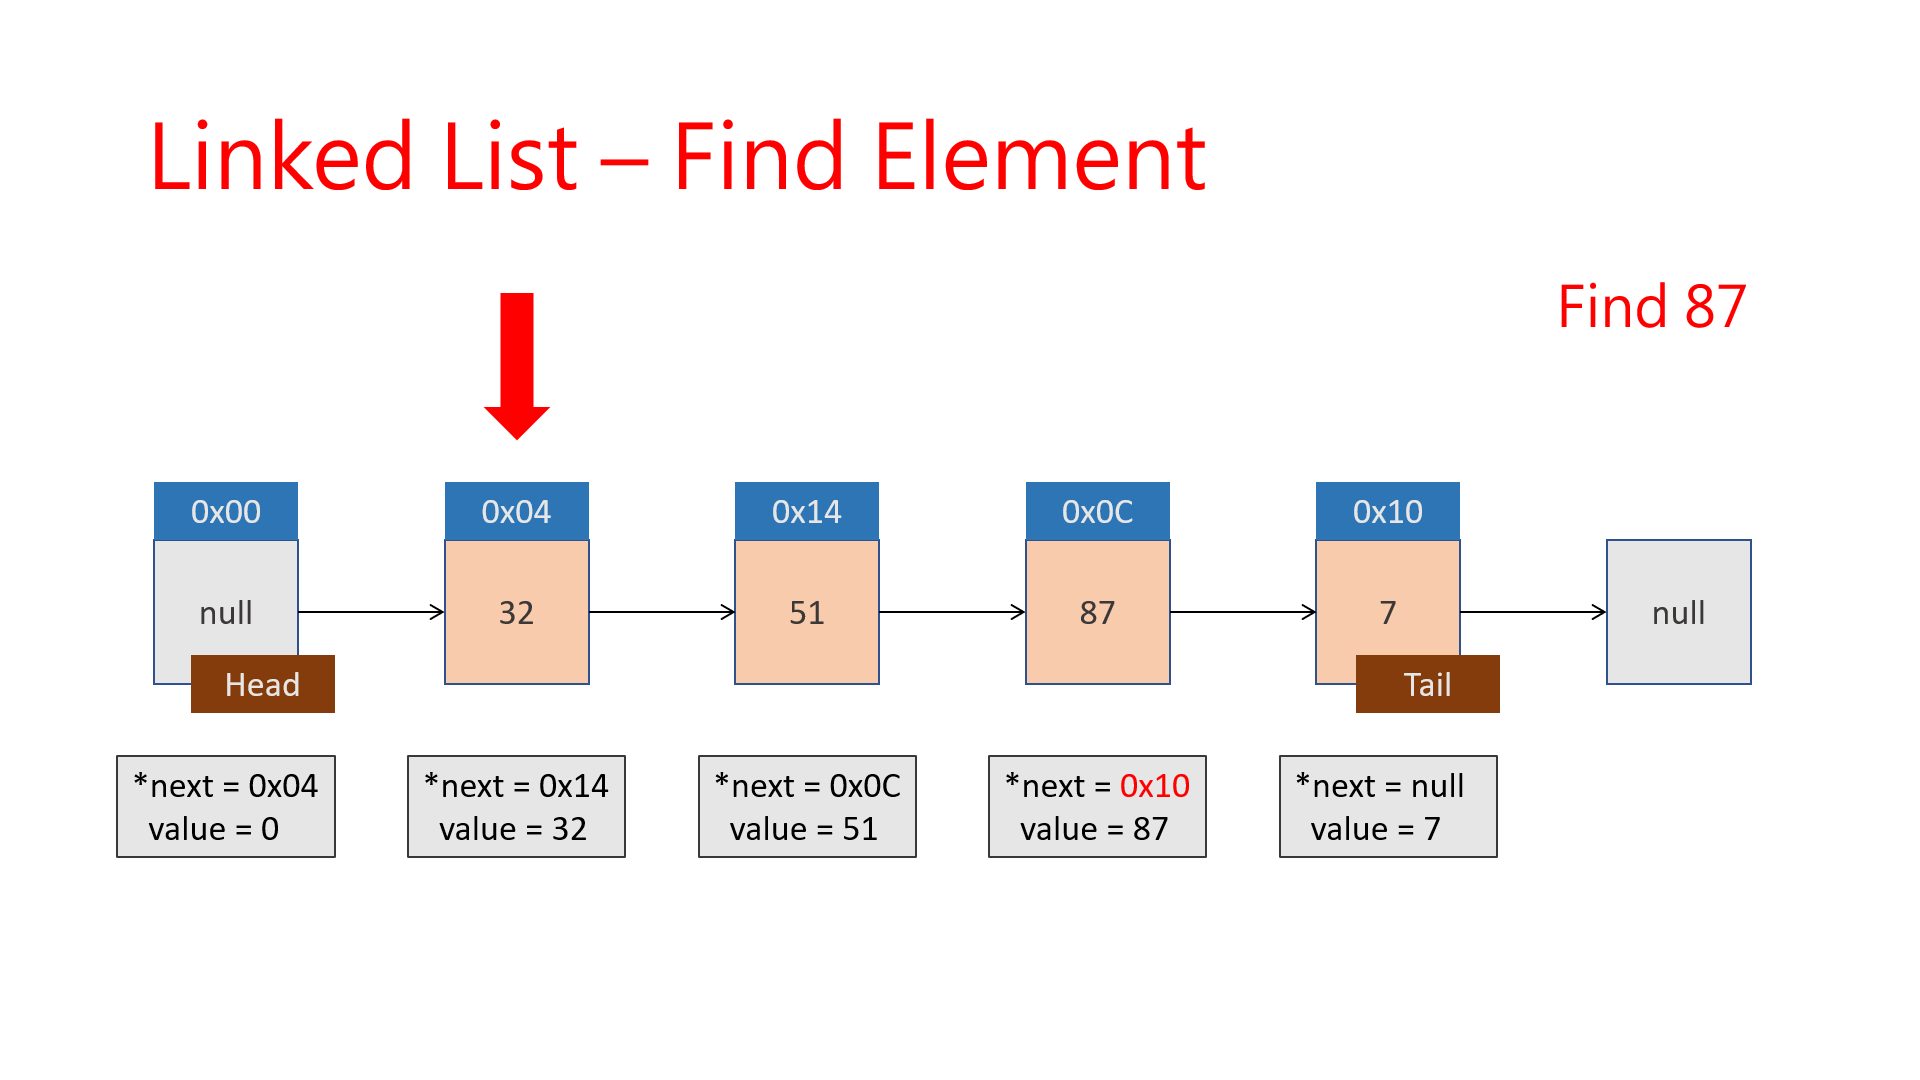 Linked List – Find Element
Find 87
0x00
0x04
0x14
0x0C
0x10
null
32
51
87
7
null
Head
Tail
*next = 0x04
value = 0
*next = 0x14
value = 32
*next = 0x0C
value = 51
*next = 0x10
value = 87
*next = null
value = 7